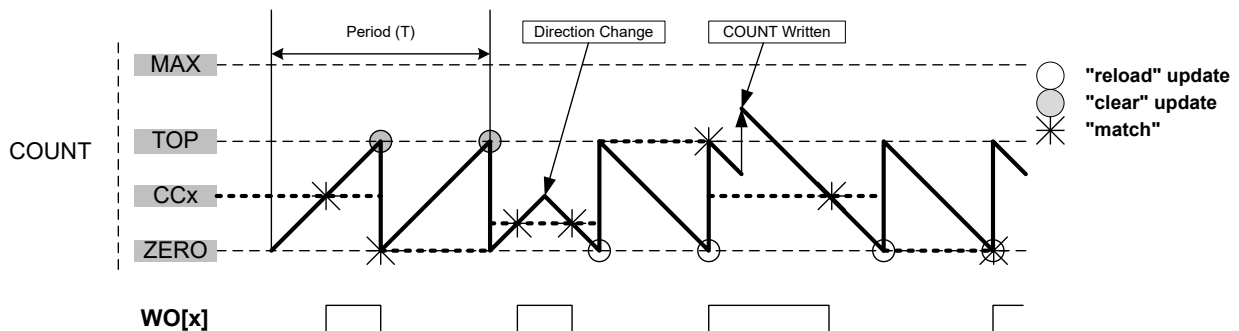 Period (T)
Direction Change
COUNT Written
MAX
"reload" update
"clear" update
"match"
TOP
COUNT
CCx
ZERO
WO[x]